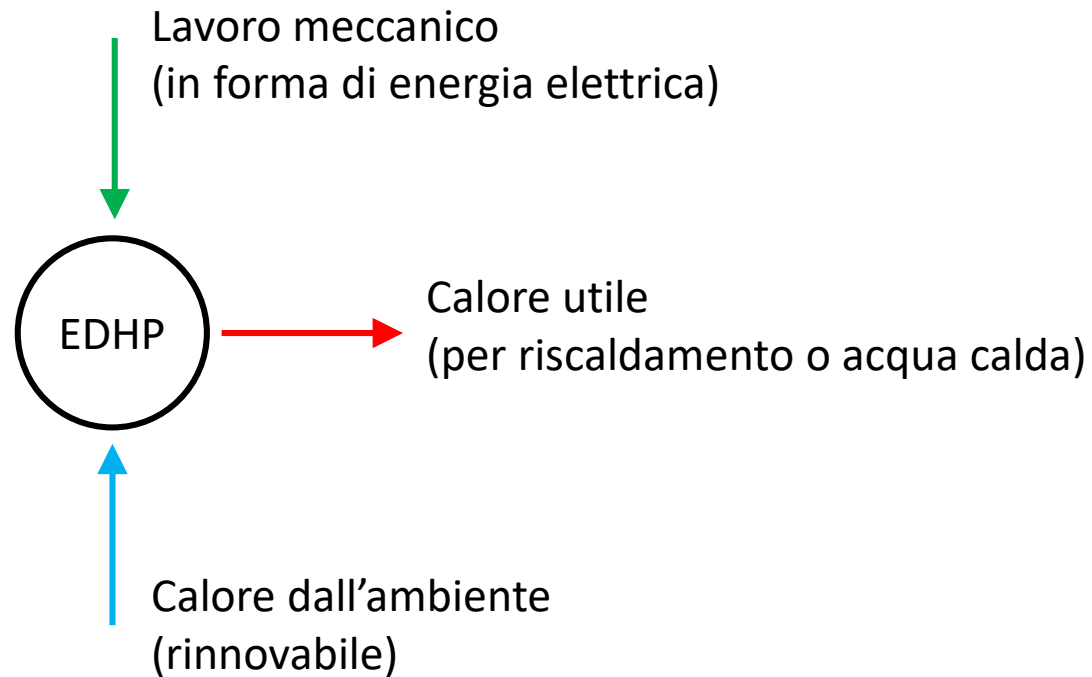 Lavoro meccanico
(in forma di energia elettrica)
EDHP
Calore utile
(per riscaldamento o acqua calda)
Calore dall’ambiente
(rinnovabile)